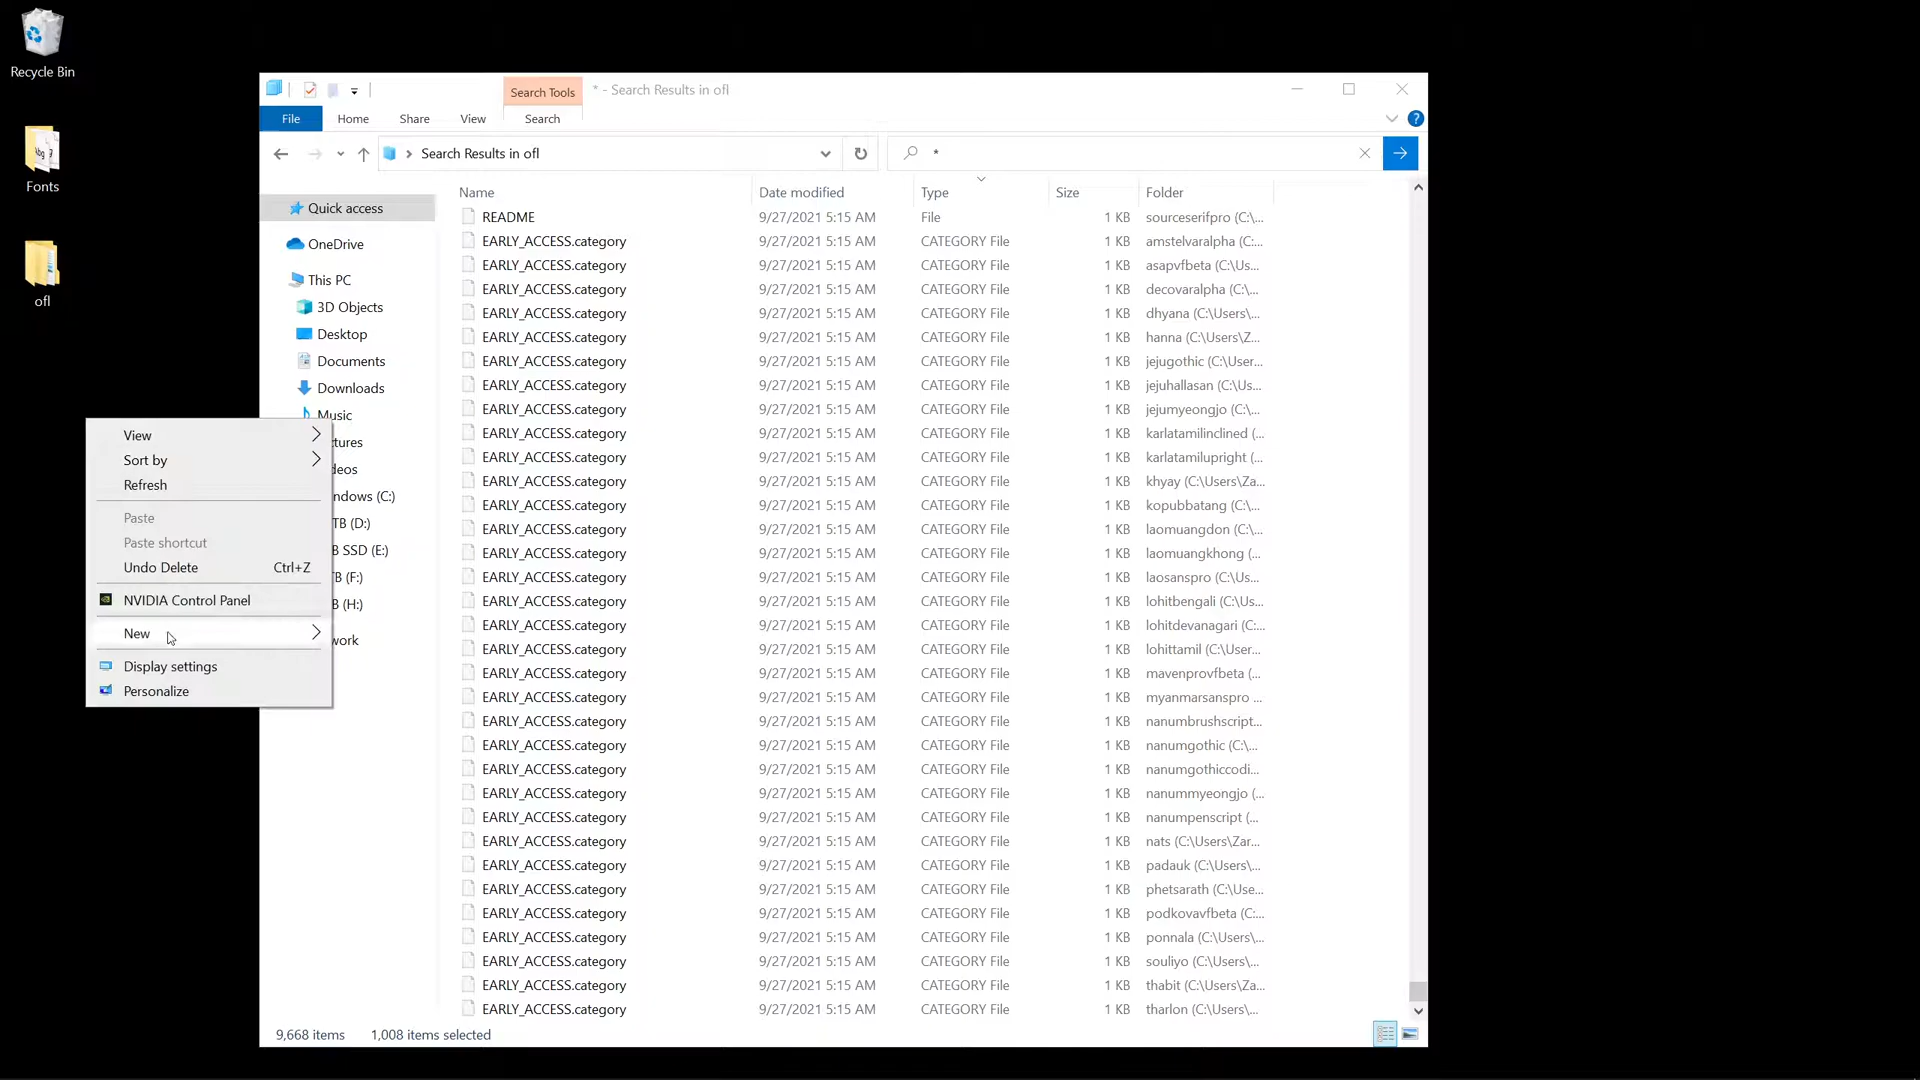 Recycle Bin
Fonts
ofl
Search Tools
* - Search Results in ofl
File Home Share View Search
Search Results in ofl
*
Name Date modified Type Size Folder
Quick access
OneDrive
This PC
3D Objects
Desktop
Documents
Downloads
Music
tures
deos
ndows (C:)
TB (D:)
B SSD (E:)
TB (F:)
B (H:)
work
View
Sort by
Refresh
Paste
Paste shortcut
Undo Delete Ctrl+Z
NVIDIA Control Panel
New
Display settings
Personalize
README 9/27/2021 5:15 AM File 1 KB sourceserifpro (C:\...
EARLY_ACCESS.category 9/27/2021 5:15 AM CATEGORY File 1 KB amstelvaralpha (C:...
EARLY_ACCESS.category 9/27/2021 5:15 AM CATEGORY File 1 KB asapvfbeta (C:\Us...
EARLY_ACCESS.category 9/27/2021 5:15 AM CATEGORY File 1 KB decovaralpha (C:\...
EARLY_ACCESS.category 9/27/2021 5:15 AM CATEGORY File 1 KB dhyana (C:\Users\...
EARLY_ACCESS.category 9/27/2021 5:15 AM CATEGORY File 1 KB hanna (C:\Users\Z...
EARLY_ACCESS.category 9/27/2021 5:15 AM CATEGORY File 1 KB jejugothic (C:\User...
EARLY_ACCESS.category 9/27/2021 5:15 AM CATEGORY File 1 KB jejuhallasan (C:\Us...
EARLY_ACCESS.category 9/27/2021 5:15 AM CATEGORY File 1 KB jejumyeongjo (C:\...
EARLY_ACCESS.category 9/27/2021 5:15 AM CATEGORY File 1 KB karlatamilinclined (...
EARLY_ACCESS.category 9/27/2021 5:15 AM CATEGORY File 1 KB karlatamilupright (...
EARLY_ACCESS.category 9/27/2021 5:15 AM CATEGORY File 1 KB khyay (C:\Users\Za...
EARLY_ACCESS.category 9/27/2021 5:15 AM CATEGORY File 1 KB kopubbatang (C:\...
EARLY_ACCESS.category 9/27/2021 5:15 AM CATEGORY File 1 KB laomuangdon (C:\...
EARLY_ACCESS.category 9/27/2021 5:15 AM CATEGORY File 1 KB laomuangkhong (...
EARLY_ACCESS.category 9/27/2021 5:15 AM CATEGORY File 1 KB laosanspro (C:\Us...
EARLY_ACCESS.category 9/27/2021 5:15 AM CATEGORY File 1 KB lohitbengali (C:\U...
EARLY_ACCESS.category 9/27/2021 5:15 AM CATEGORY File 1 KB lohitdevanagari (C...
EARLY_ACCESS.category 9/27/2021 5:15 AM CATEGORY File 1 KB lohittamil (C:\User...
EARLY_ACCESS.category 9/27/2021 5:15 AM CATEGORY File 1 KB mavenprovfbeta (...
EARLY_ACCESS.category 9/27/2021 5:15 AM CATEGORY File 1 KB myanmarsanspro ...
EARLY_ACCESS.category 9/27/2021 5:15 AM CATEGORY File 1 KB nanumbrushscript...
EARLY_ACCESS.category 9/27/2021 5:15 AM CATEGORY File 1 KB nanumgothic (C:\...
EARLY_ACCESS.category 9/27/2021 5:15 AM CATEGORY File 1 KB nanumgothiccodi...
EARLY_ACCESS.category 9/27/2021 5:15 AM CATEGORY File 1 KB nanummyeongjo (...
EARLY_ACCESS.category 9/27/2021 5:15 AM CATEGORY File 1 KB nanumpenscript (...
EARLY_ACCESS.category 9/27/2021 5:15 AM CATEGORY File 1 KB nats (C:\Users\Zar...
EARLY_ACCESS.category 9/27/2021 5:15 AM CATEGORY File 1 KB padauk (C:\Users\...
EARLY_ACCESS.category 9/27/2021 5:15 AM CATEGORY File 1 KB phetsarath (C:\Use...
EARLY_ACCESS.category 9/27/2021 5:15 AM CATEGORY File 1 KB podkovavfbeta (C:...
EARLY_ACCESS.category 9/27/2021 5:15 AM CATEGORY File 1 KB ponnala (C:\Users\...
EARLY_ACCESS.category 9/27/2021 5:15 AM CATEGORY File 1 KB souliyo (C:\Users\...
EARLY_ACCESS.category 9/27/2021 5:15 AM CATEGORY File 1 KB thabit (C:\Users\Za...
EARLY_ACCESS.category 9/27/2021 5:15 AM CATEGORY File 1 KB tharlon (C:\Users\...
9,668 items 1,008 items selected